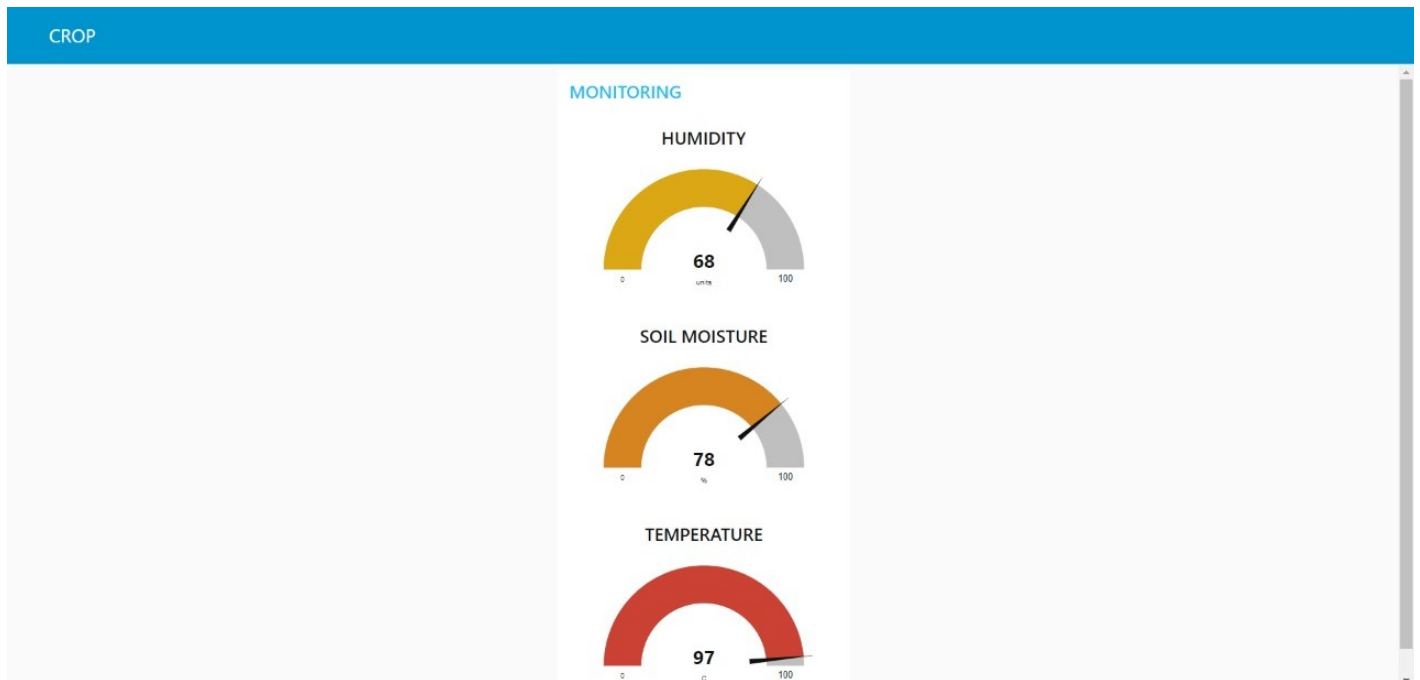 CROP
MONITORING
HUMIDITY
68
0
units
100
SOIL MOISTURE
78
0
%
100
TEMPERATURE
97
0
C
100